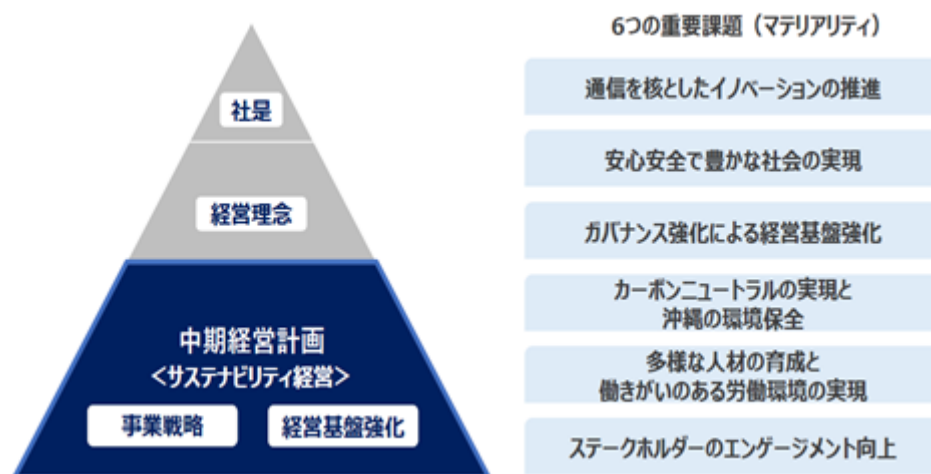 社是
経営理念
中期経営計画
<サステナビリティ経営>
事業戦略
経営基盤強化
6つの重要課題（マテリアリティ）
通信を核としたイノベーションの推進
安心安全で豊かな社会の実現
ガバナンス強化による経営基盤強化
カーボンニュートラルの実現と
沖縄の環境保全
多様な人材の育成と
働きがいのある労働環境の実現
ステークホルダーのエンゲージメント向上